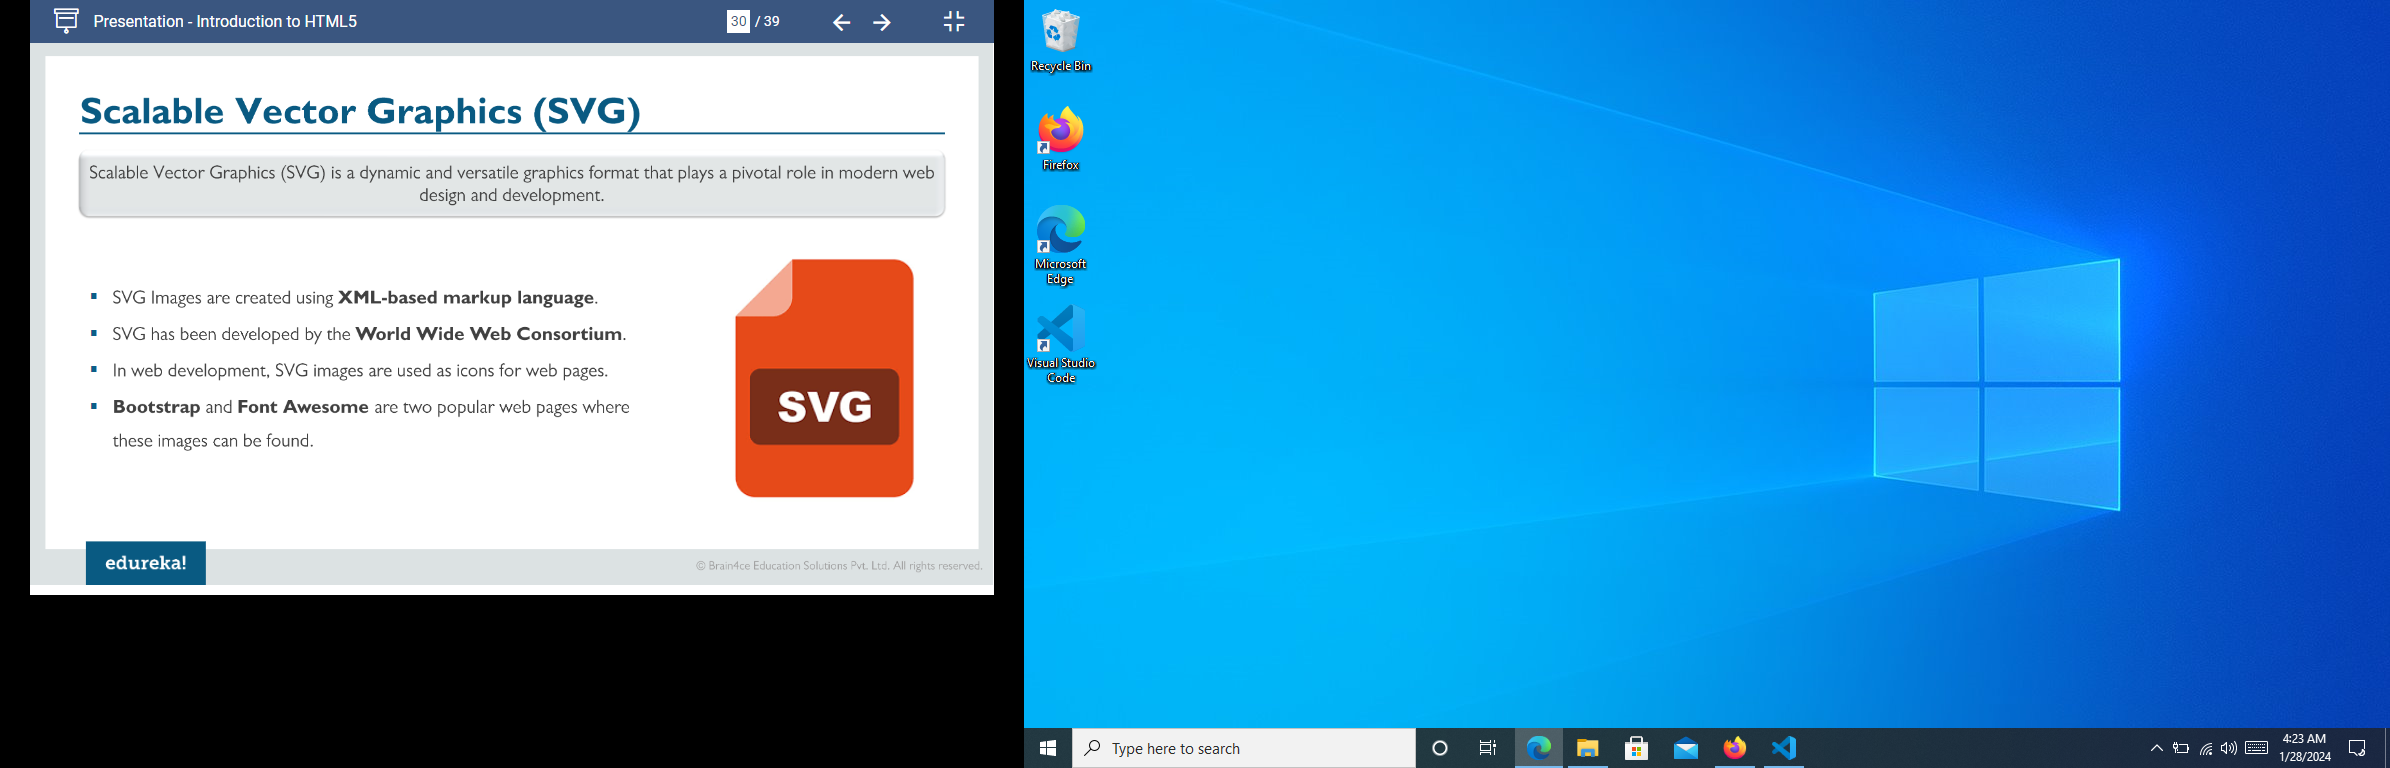 Presentation - Introduction to HTML5
30 / 39
Scalable Vector Graphics (SVG)
Scalable Vector Graphics (SVG) is a dynamic and versatile graphics format that plays a pivotal role in modern web
design and development.
▪ SVG Images are created using XML-based markup language.
▪ SVG has been developed by the World Wide Web Consortium.
▪ In web development, SVG images are used as icons for web pages.
▪ Bootstrap and Font Awesome are two popular web pages where
these images can be found.
SVG
edureka!
© Brain4ce Education Solutions Pvt. Ltd. All rights reserved.
Recycle Bin
Firefox
Microsoft
Edge
Visual Studio
Code
Type here to search
4:23 AM
1/28/2024